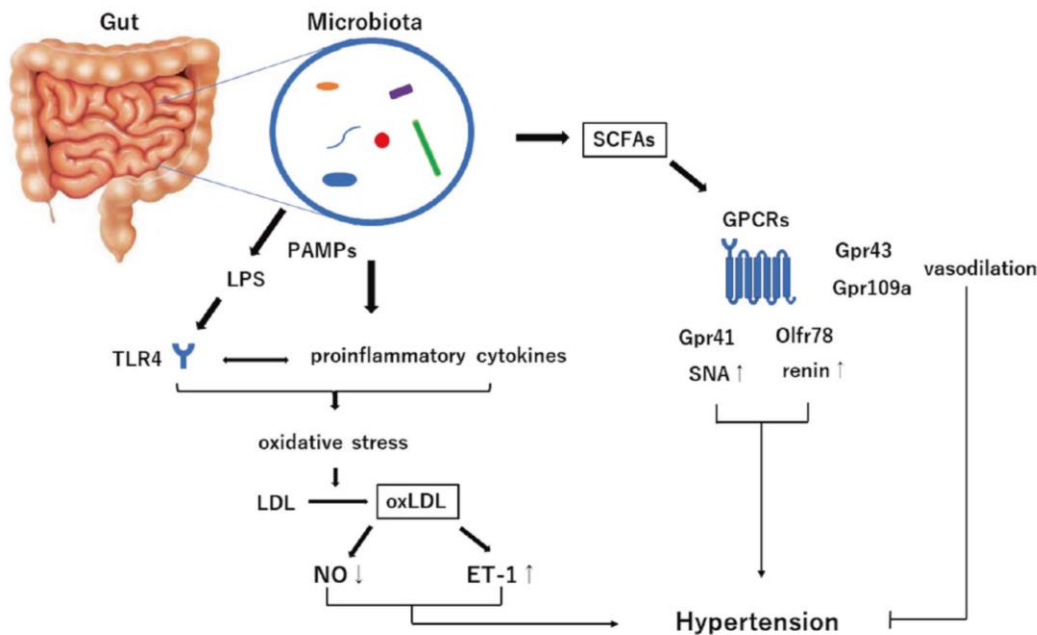 Gut
Microbiota
SCFAs
GPCRs
Gpr43
Gpr109a
vasodilation
PAMPs
LPS
Gpr41
Olfr78
SNA ↑
renin ↑
TLR4
proinflammatory cytokines
oxidative stress
LDL
oxLDL
NO ↓
ET-1 ↑
Hypertension